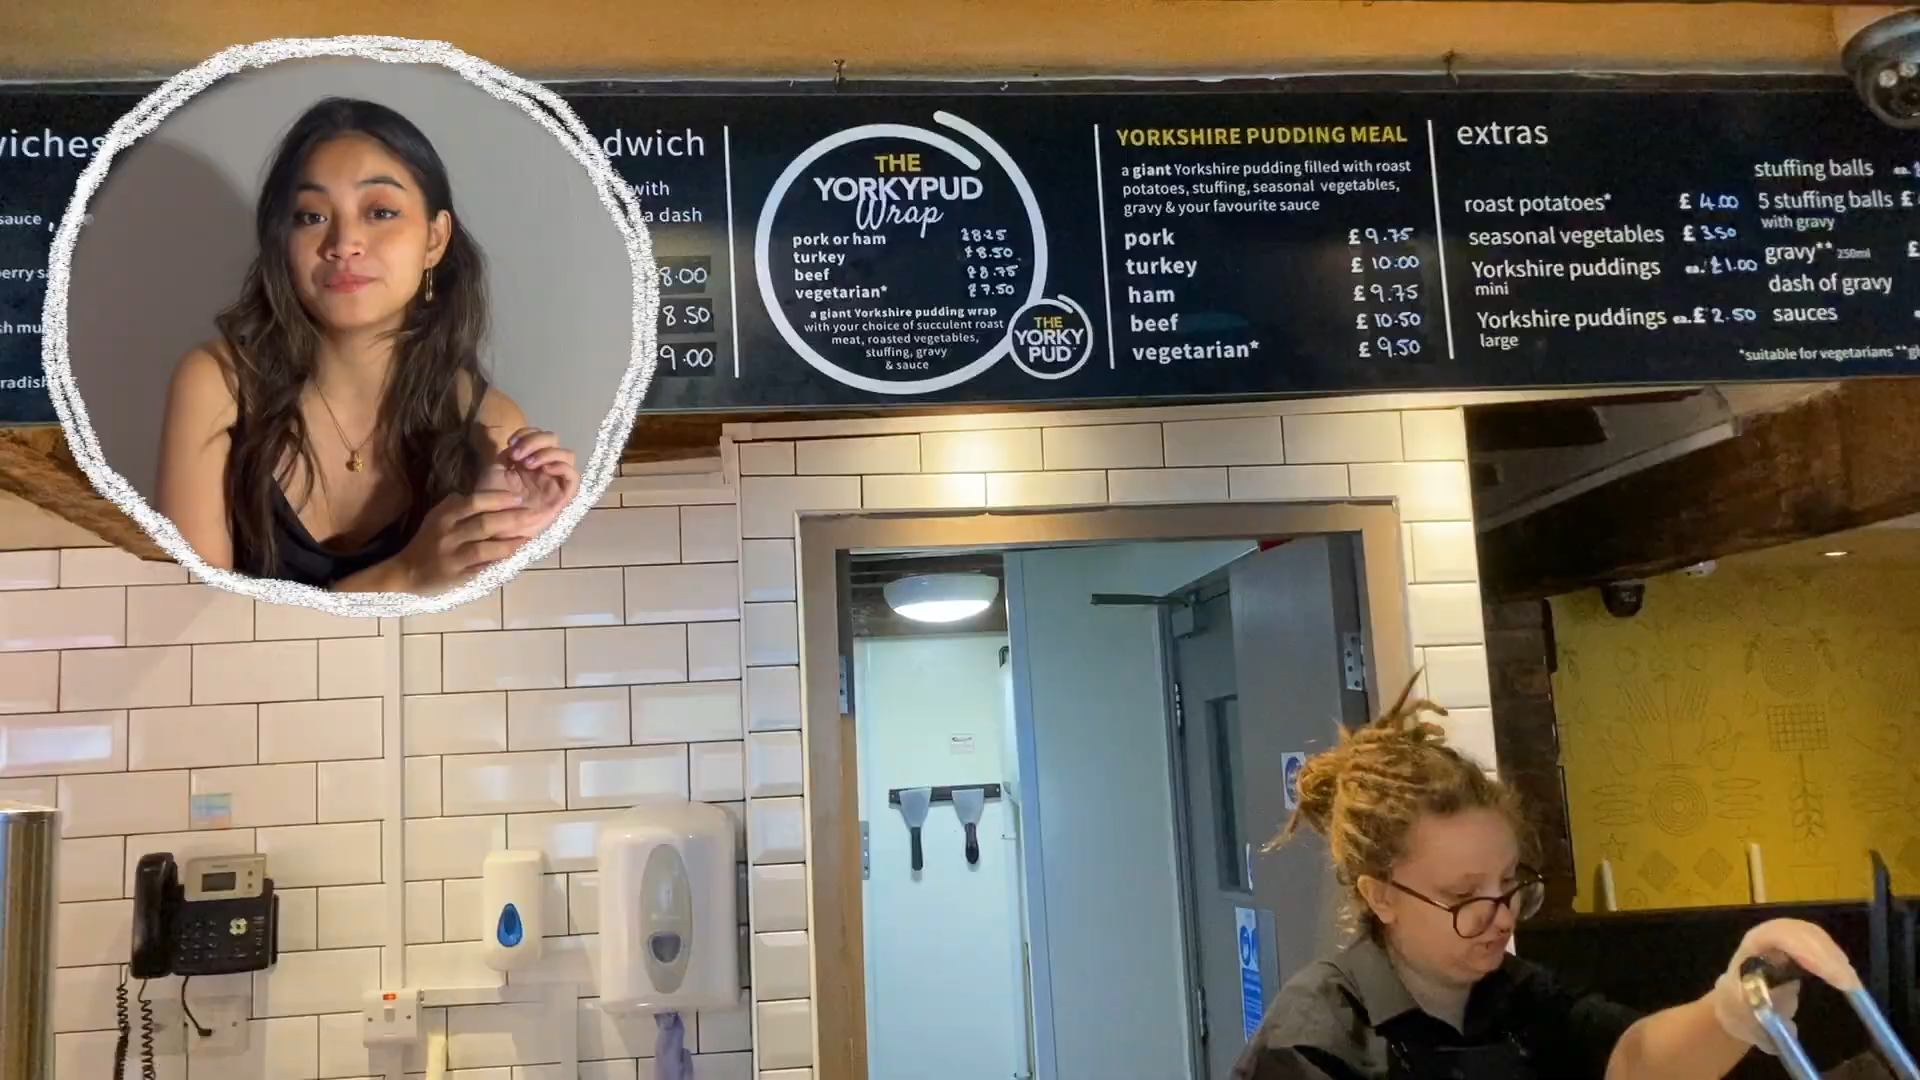 sauce
dwich
with
a dash
8.00
8.50
9.00
THE
YORKYPUD
Wrap
pork or ham £8.25
turkey £8.50
beef £8.75
vegetarian* £7.50
a giant Yorkshire pudding wrap
with your choice of succulent roast
meat, roasted vegetables,
stuffing, gravy
& sauce
THE
YORKY
PUD
YORKSHIRE PUDDING MEAL
a giant Yorkshire pudding filled with roast
potatoes, stuffing, seasonal vegetables,
gravy & your favourite sauce
pork £9.75
turkey £10.00
ham £9.75
beef £10.50
vegetarian* £9.50
extras
roast potatoes* £4.00
seasonal vegetables £3.50
Yorkshire puddings ea. £1.00
mini
Yorkshire puddings ea. £2.50
large
stuffing balls ea.
5 stuffing balls £
with gravy
gravy** 250ml £
dash of gravy
sauces
*suitable for vegetarians